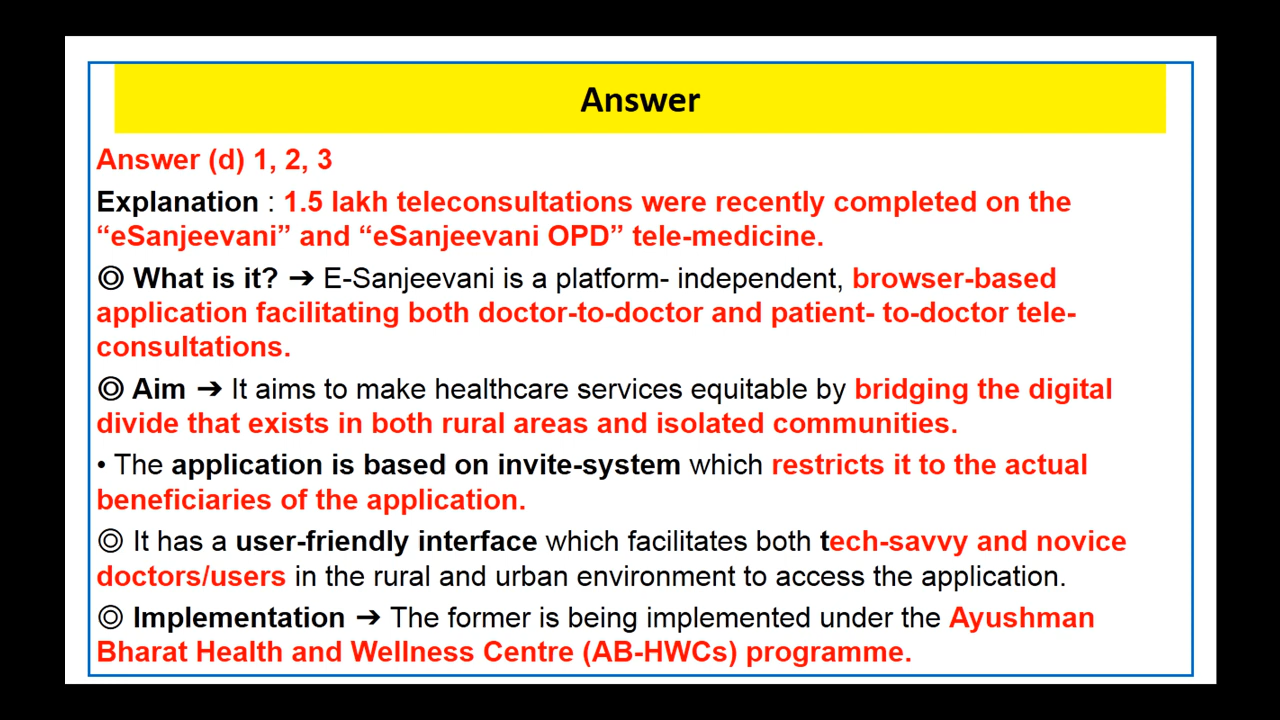 Answer
Answer (d) 1, 2, 3
Explanation : 1.5 lakh teleconsultations were recently completed on the
“eSanjeevani” and “eSanjeevani OPD” tele-medicine.
◎ What is it? ➔ E-Sanjeevani is a platform- independent, browser-based
application facilitating both doctor-to-doctor and patient- to-doctor tele-
consultations.
◎ Aim ➔ It aims to make healthcare services equitable by bridging the digital
divide that exists in both rural areas and isolated communities.
• The application is based on invite-system which restricts it to the actual
beneficiaries of the application.
◎ It has a user-friendly interface which facilitates both tech-savvy and novice
doctors/users in the rural and urban environment to access the application.
◎ Implementation ➔ The former is being implemented under the Ayushman
Bharat Health and Wellness Centre (AB-HWCs) programme.